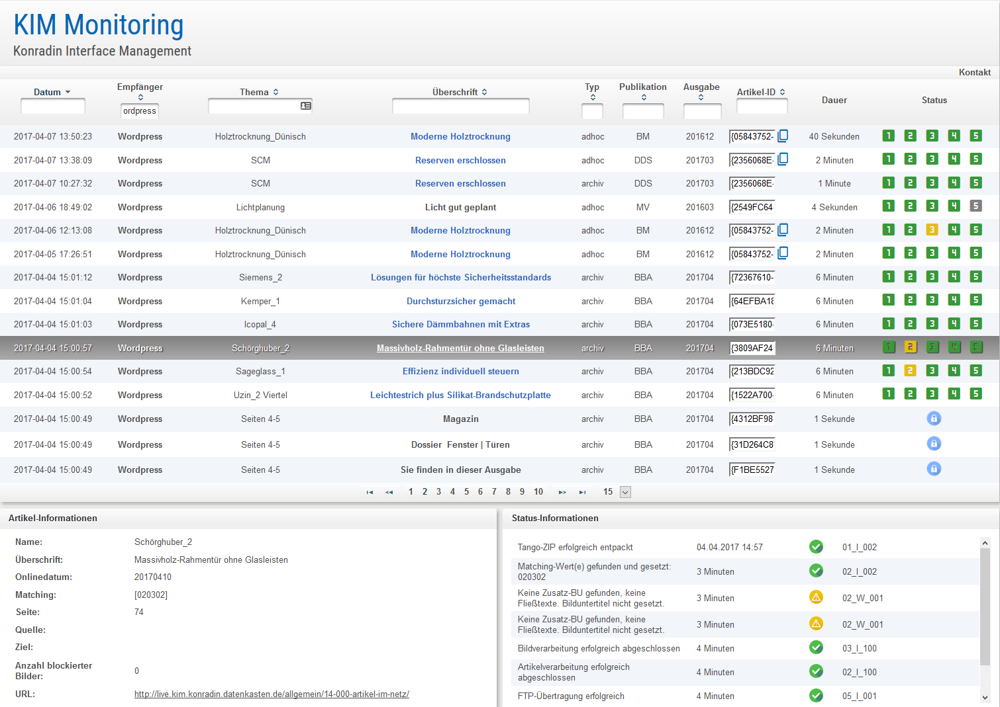 KIM Monitoring
Konradin Interface Management
Kontakt
Datum Empfänger Thema Überschrift Typ Publikation Ausgabe Artikel-ID Dauer Status
ordpress
2017-04-07 13:50:23 Wordpress Holztrocknung_Dünisch Moderne Holztrocknung adhoc BM 201612 {05843752- 40 Sekunden 1 2 3 4 5
2017-04-07 13:38:09 Wordpress SCM Reserven erschlossen adhoc DDS 201703 {2356068E- 2 Minuten 1 2 3 4 5
2017-04-07 10:27:32 Wordpress SCM Reserven erschlossen archiv DDS 201703 {2356068E- 1 Minute 1 2 3 4 5
2017-04-06 18:49:02 Wordpress Lichtplanung Licht gut geplant adhoc MV 201603 {2549FC64 4 Sekunden 1 2 3 4 5
2017-04-06 12:13:08 Wordpress Holztrocknung_Dünisch Moderne Holztrocknung adhoc BM 201612 {05843752- 2 Minuten 1 2 3 4 5
2017-04-05 17:26:51 Wordpress Holztrocknung_Dünisch Moderne Holztrocknung adhoc BM 201612 {05843752- 2 Minuten 1 2 3 4 5
2017-04-04 15:01:12 Wordpress Siemens_2 Lösungen für höchste Sicherheitsstandards archiv BBA 201704 {72367610- 6 Minuten 1 2 3 4 5
2017-04-04 15:01:04 Wordpress Kemper_1 Durchsturzsicher gemacht archiv BBA 201704 {64EFBA18 6 Minuten 1 2 3 4 5
2017-04-04 15:01:03 Wordpress Icopal_4 Sichere Dämmbahnen mit Extras archiv BBA 201704 {073E5180- 6 Minuten 1 2 3 4 5
2017-04-04 15:00:57 Wordpress Schörghuber_2 Massivholz-Rahmentür ohne Glasleisten archiv BBA 201704 {3809AF24 6 Minuten 1 2 3 4 5
2017-04-04 15:00:54 Wordpress Sageglass_1 Effizienz individuell steuern archiv BBA 201704 {213BDC92 6 Minuten 1 2 3 4 5
2017-04-04 15:00:52 Wordpress Uzin_2 Viertel Leichtestrich plus Silikat-Brandschutzplatte archiv BBA 201704 {1522A700- 6 Minuten 1 2 3 4 5
2017-04-04 15:00:49 Wordpress Seiten 4-5 Magazin archiv BBA 201704 {4312BF98 1 Sekunde
2017-04-04 15:00:49 Wordpress Seiten 4-5 Dossier Fenster | Türen archiv BBA 201704 {31D264C8 1 Sekunde
2017-04-04 15:00:49 Wordpress Seiten 4-5 Sie finden in dieser Ausgabe archiv BBA 201704 {F1BE5527 1 Sekunde
1 2 3 4 5 6 7 8 9 10 15
Artikel-Informationen
Name: Schörghuber_2
Überschrift: Massivholz-Rahmentür ohne Glasleisten
Onlinedatum: 20170410
Matching: [020302]
Seite: 74
Quelle:
Ziel:
Anzahl blockierter
Bilder: 0
URL: http://live.kim.konradin.datenkasten.de/allgemein/14-000-artikel-im-netz/
Status-Informationen
Tango-ZIP erfolgreich entpackt 04.04.2017 14:57 01_I_002
Matching-Wert(e) gefunden und gesetzt:
020302 3 Minuten 02_I_002
Keine Zusatz-BU gefunden, keine
Fließtexte. Bilduntertitel nicht gesetzt. 3 Minuten 02_W_001
Keine Zusatz-BU gefunden, keine
Fließtexte. Bilduntertitel nicht gesetzt. 3 Minuten 02_W_001
Bildverarbeitung erfolgreich abgeschlossen 4 Minuten 03_I_100
Artikelverarbeitung erfolgreich
abgeschlossen 4 Minuten 02_I_100
FTP-Übertragung erfolgreich 4 Minuten 05_I_001